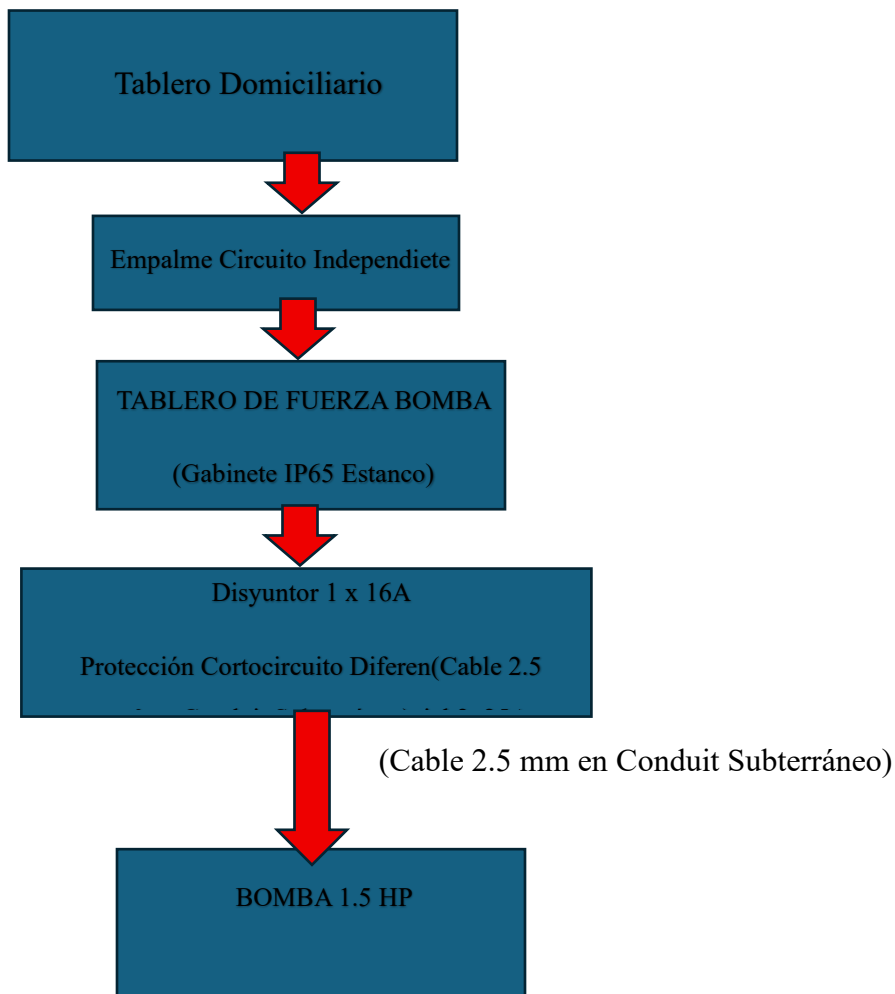 Tablero Domiciliario
Empalme Circuito Independiete
TABLERO DE FUERZA BOMBA
(Gabinete IP65 Estanco)
Disyuntor 1 x 16A
Protección Cortocircuito Diferen(Cable 2.5
(Cable 2.5 mm en Conduit Subterráneo)
BOMBA 1.5 HP